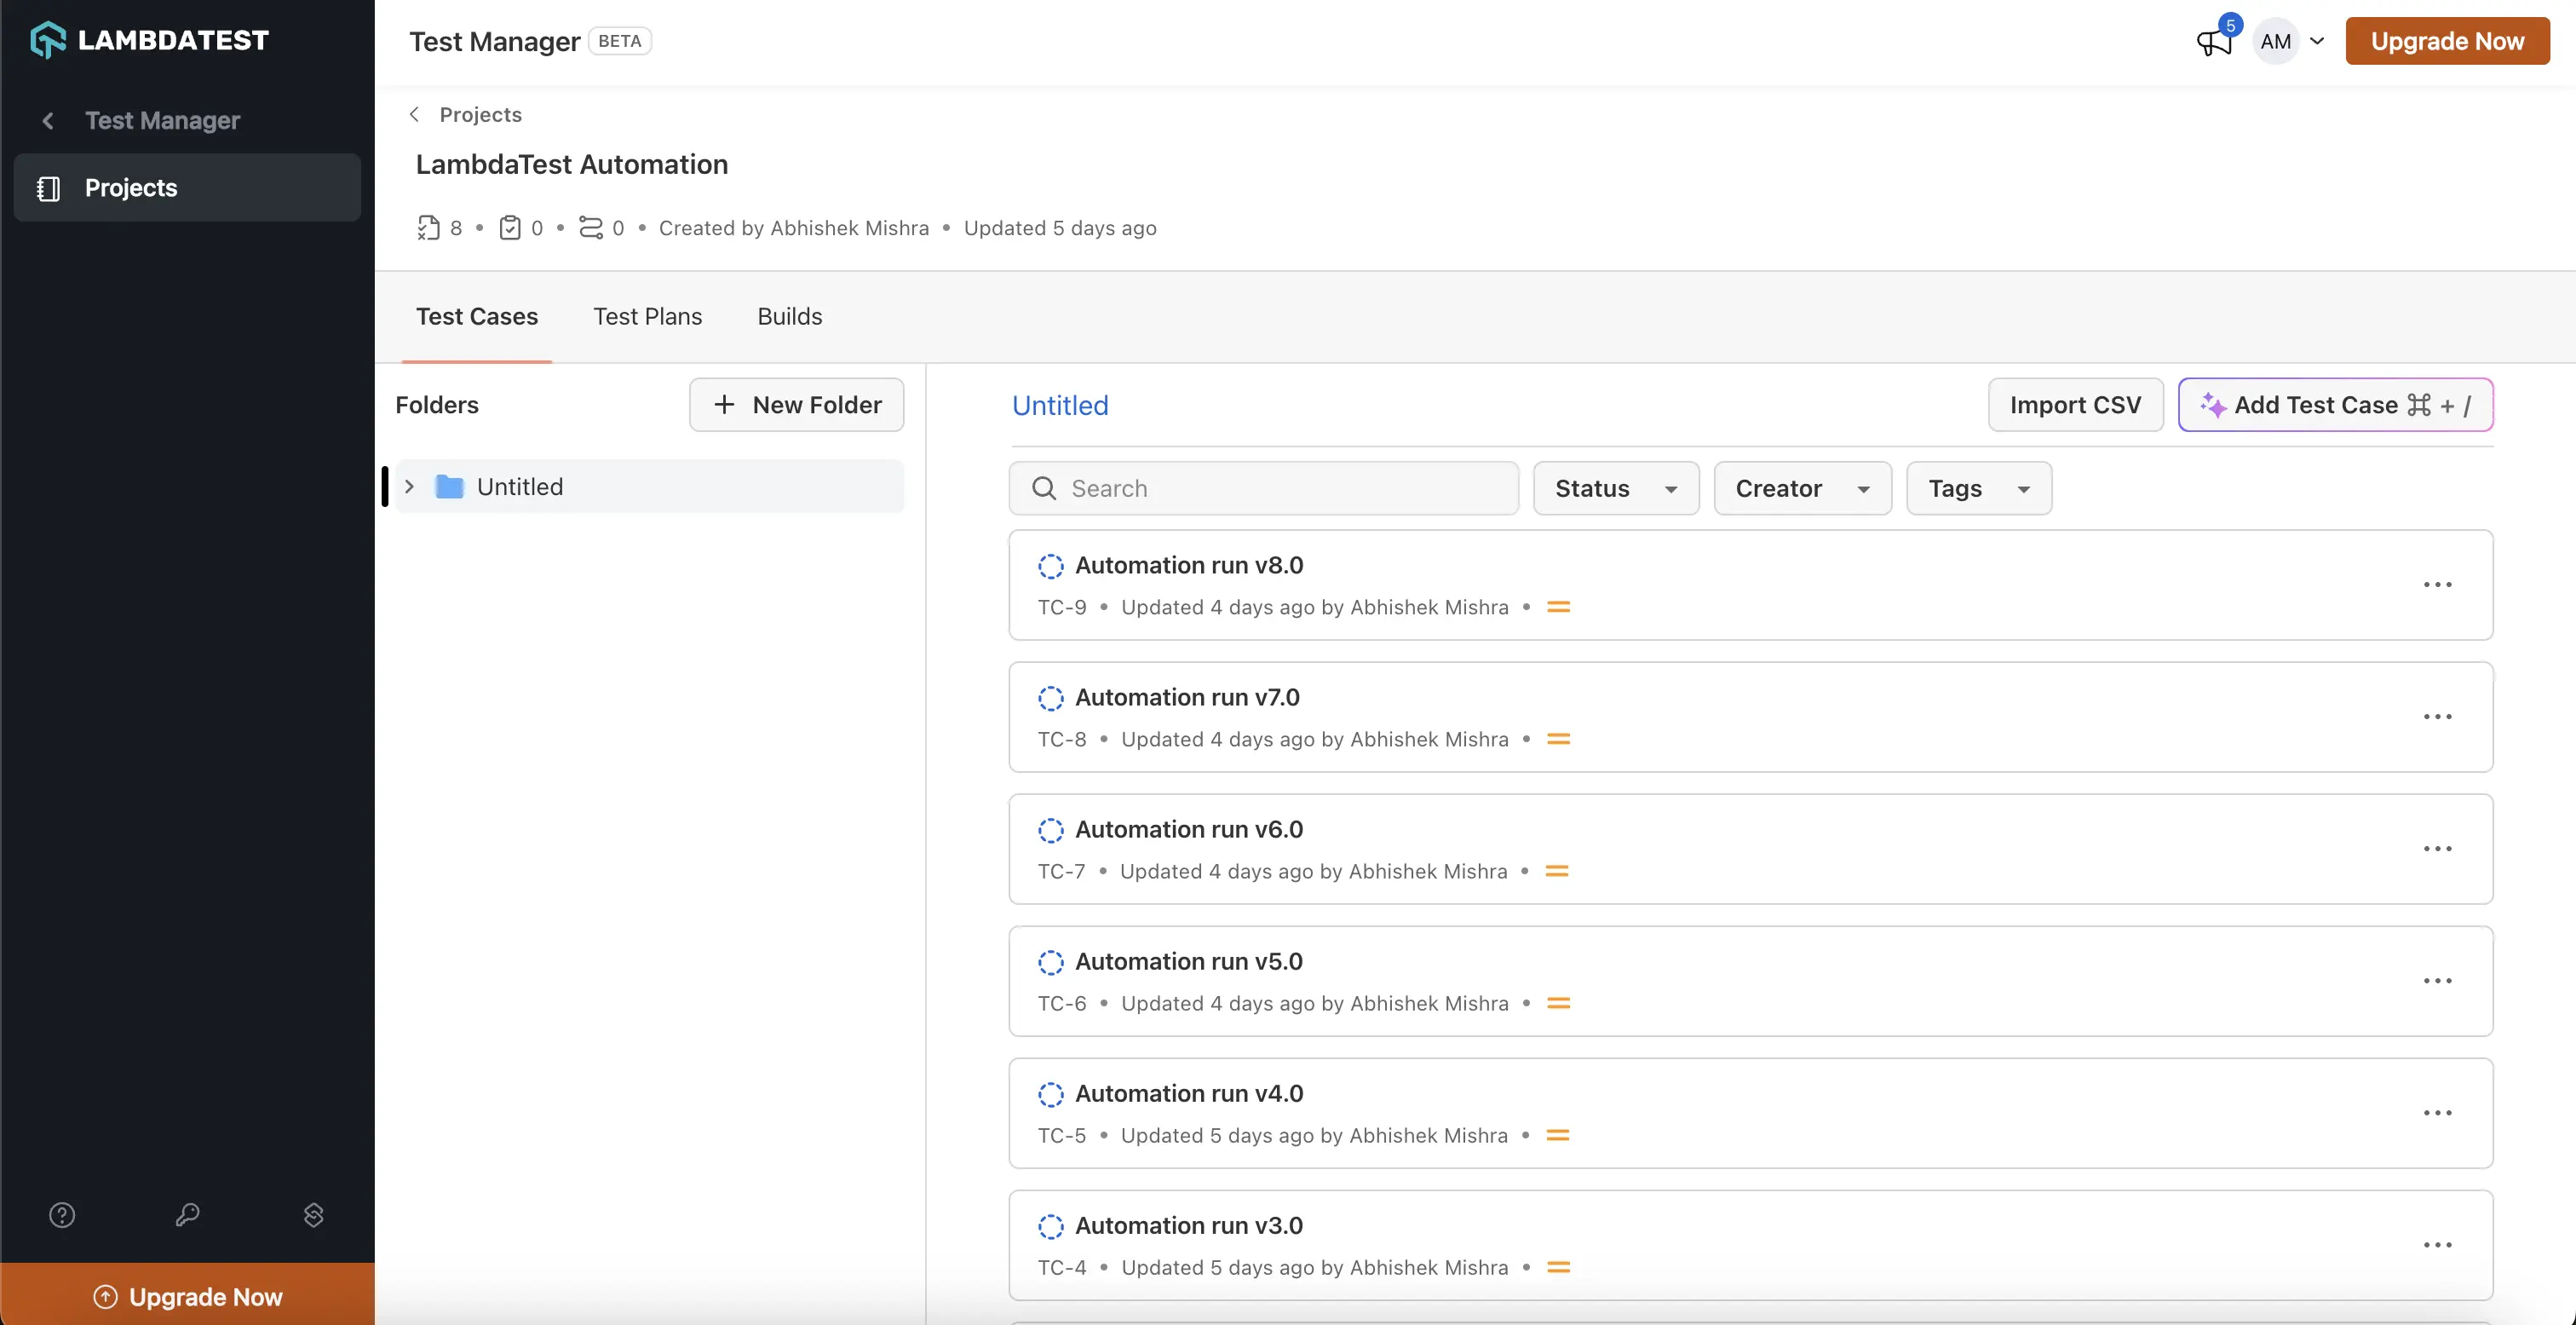 LAMBDATEST
Test Manager
Projects
Upgrade Now
Test Manager BETA
5
AM
Upgrade Now
Projects
LambdaTest Automation
8 • 0 • 0 • Created by Abhishek Mishra • Updated 5 days ago
Test Cases Test Plans Builds
Folders
+ New Folder
Untitled
Untitled
Import CSV
Add Test Case ⌘ + /
Search
Status
Creator
Tags
Automation run v8.0
TC-9 • Updated 4 days ago by Abhishek Mishra •
Automation run v7.0
TC-8 • Updated 4 days ago by Abhishek Mishra •
Automation run v6.0
TC-7 • Updated 4 days ago by Abhishek Mishra •
Automation run v5.0
TC-6 • Updated 4 days ago by Abhishek Mishra •
Automation run v4.0
TC-5 • Updated 5 days ago by Abhishek Mishra •
Automation run v3.0
TC-4 • Updated 5 days ago by Abhishek Mishra •